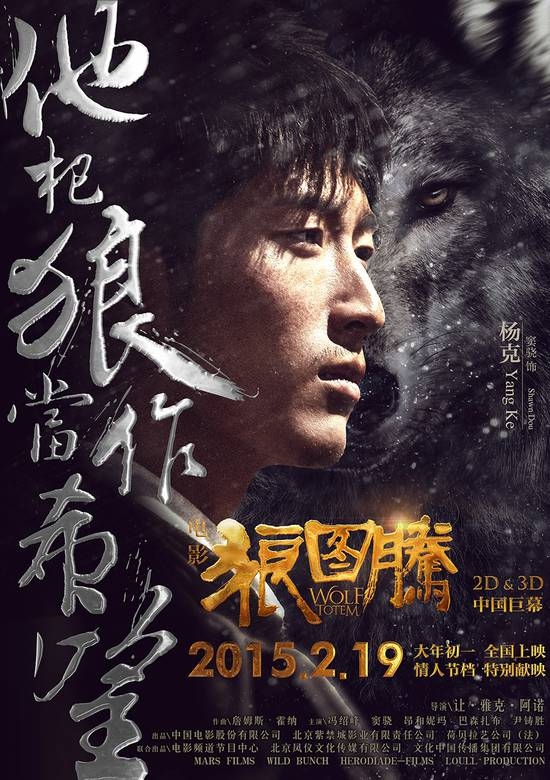 他把狼當作希望
杨克 Yang Ke
窦骁 饰 Shawn Dou
电影
狼图腾
WOLF
TOTEM
2D & 3D
中国巨幕
2015.2.19
大年初一 全国上映
情人节档 特别献映
导演/让·雅克·阿诺
作曲/詹姆斯·霍纳 主演/冯绍峰 窦骁 昂和妮玛·巴森扎布 尹铸胜
出品/中国电影股份有限公司 北京紫禁城影业有限责任公司 荷贝拉艺公司（法）
联合出品/电影频道节目中心 北京凤仪文化传媒有限公司 文化中国传播集团有限公司
MARS FILMS WILD BUNCH HERODIADE-FILMS LOULL PRODUCTION